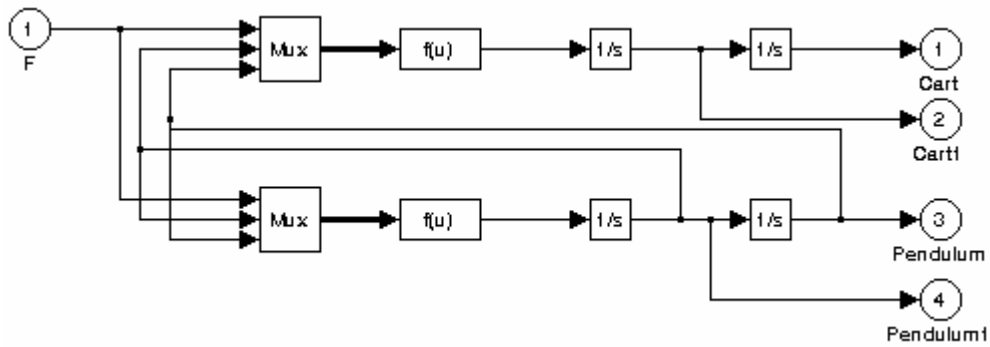 1
F
Mux
f(u)
1/s
1/s
1
Cart
2
Cart1
Mux
f(u)
1/s
1/s
3
Pendulum
4
Pendulum1